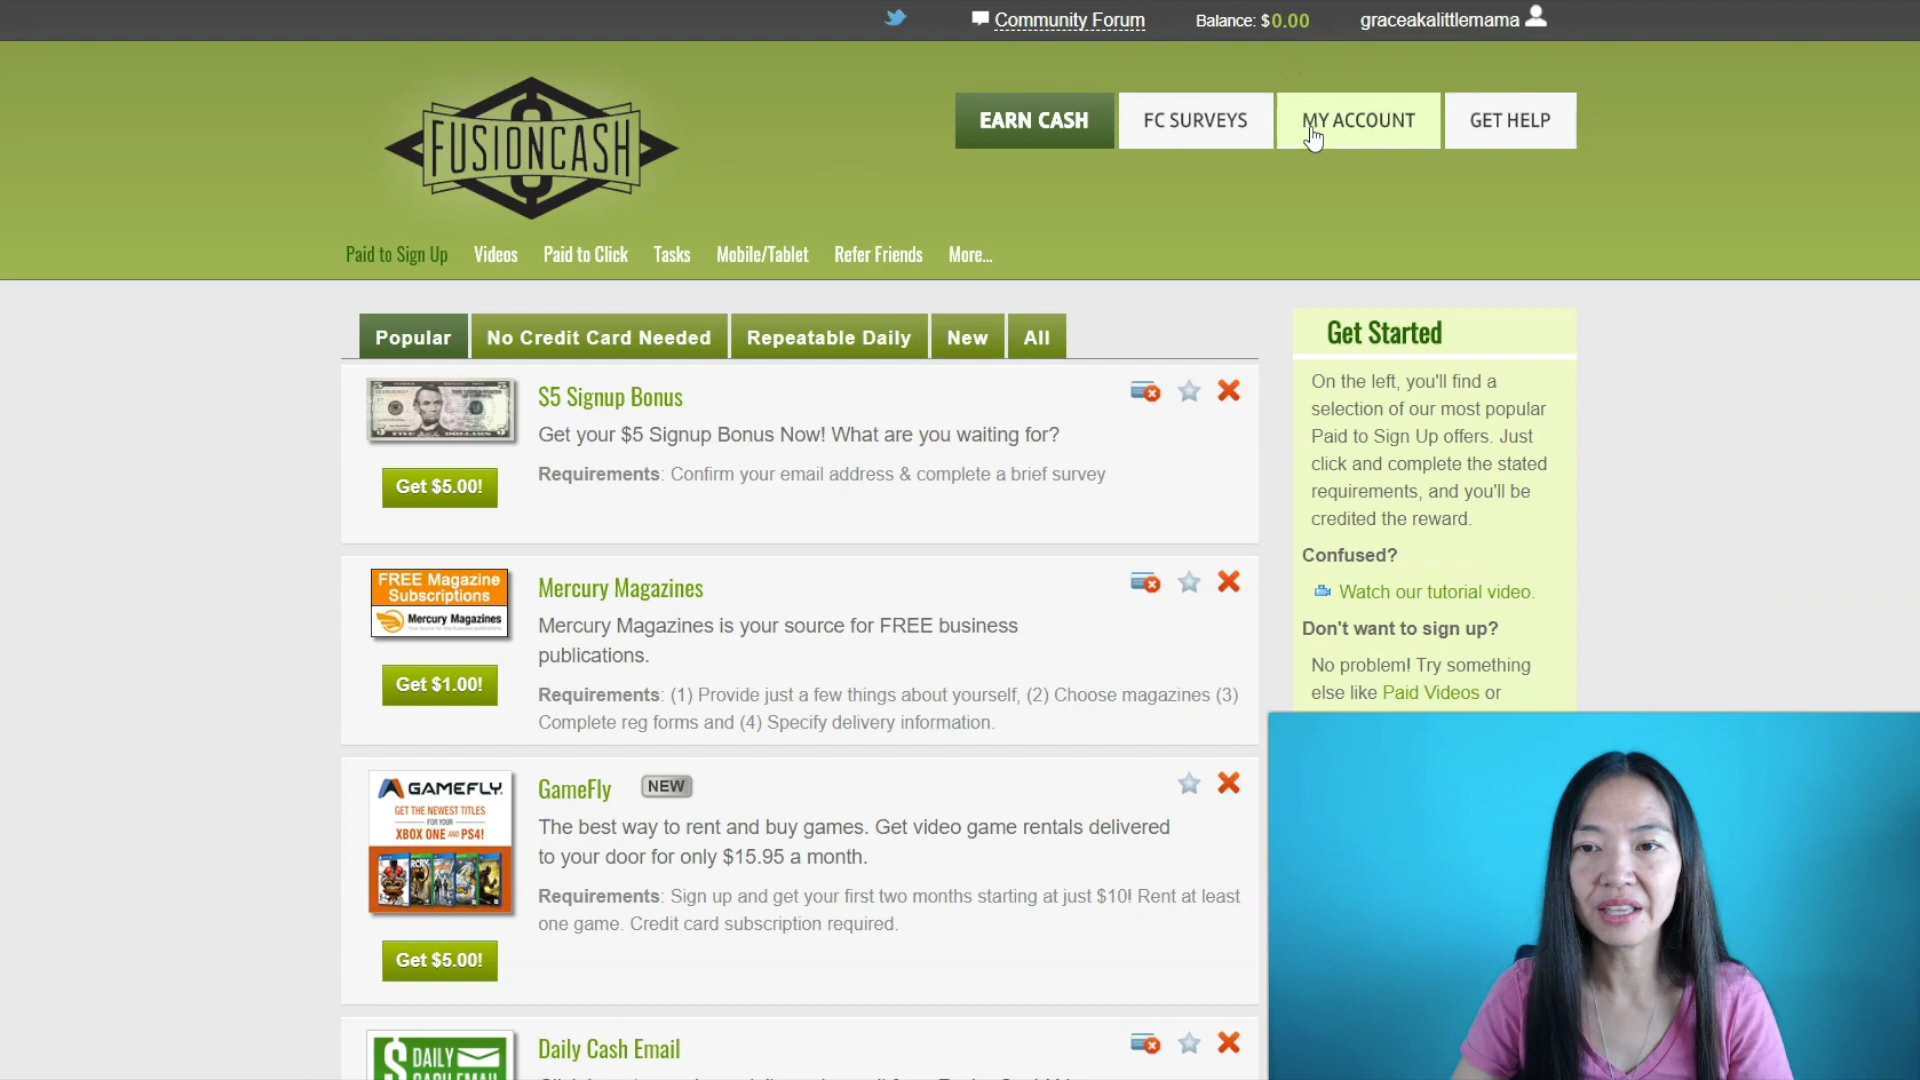 Community Forum Balance: $0.00 graceakalittlemama
FUSIONCASH
EARN CASH FC SURVEYS MY ACCOUNT GET HELP
Paid to Sign Up Videos Paid to Click Tasks Mobile/Tablet Refer Friends More...
Popular No Credit Card Needed Repeatable Daily New All
$5 Signup Bonus
Get your $5 Signup Bonus Now! What are you waiting for?
Requirements: Confirm your email address & complete a brief survey
Get $5.00!
FREE Magazine
Subscriptions
Mercury Magazines
Mercury Magazines
Mercury Magazines is your source for FREE business
publications.
Requirements: (1) Provide just a few things about yourself, (2) Choose magazines (3)
Complete reg forms and (4) Specify delivery information.
Get $1.00!
GAMEFLY.
GET THE NEWEST TITLES
FOR YOUR
XBOX ONE AND PS4!
GameFly NEW
The best way to rent and buy games. Get video game rentals delivered
to your door for only $15.95 a month.
Requirements: Sign up and get your first two months starting at just $10! Rent at least
one game. Credit card subscription required.
Get $5.00!
DAILY
Daily Cash Email
Get Started
On the left, you'll find a
selection of our most popular
Paid to Sign Up offers. Just
click and complete the stated
requirements, and you'll be
credited the reward.
Confused?
Watch our tutorial video.
Don't want to sign up?
No problem! Try something
else like Paid Videos or